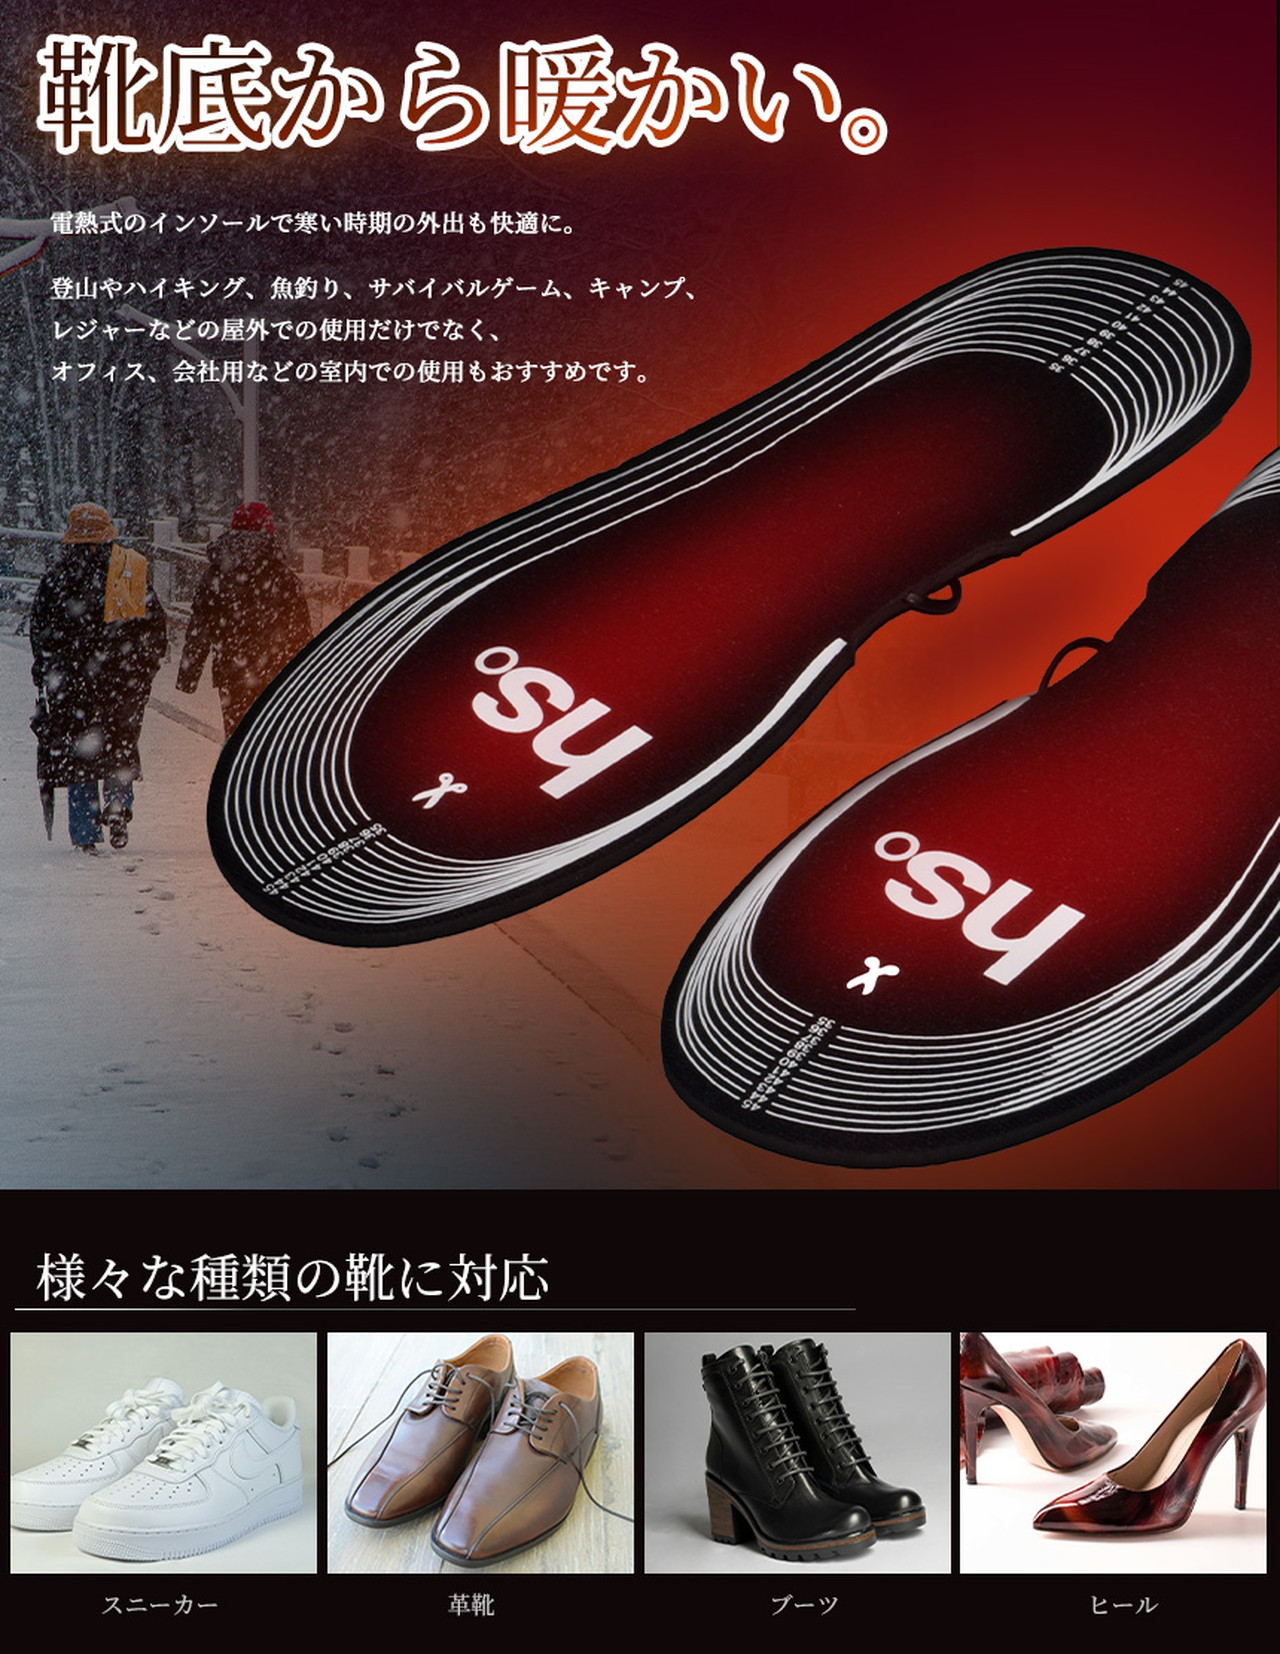 靴底から暖かい。
電熱式のインソールで寒い時期の外出も快適に。
登山やハイキング、魚釣り、サバイバルゲーム、キャンプ、
レジャーなどの屋外での使用だけでなく、
オフィス、会社用などの室内での使用もおすすめです。
様々な種類の靴に対応
スニーカー
革靴
ブーツ
ヒール